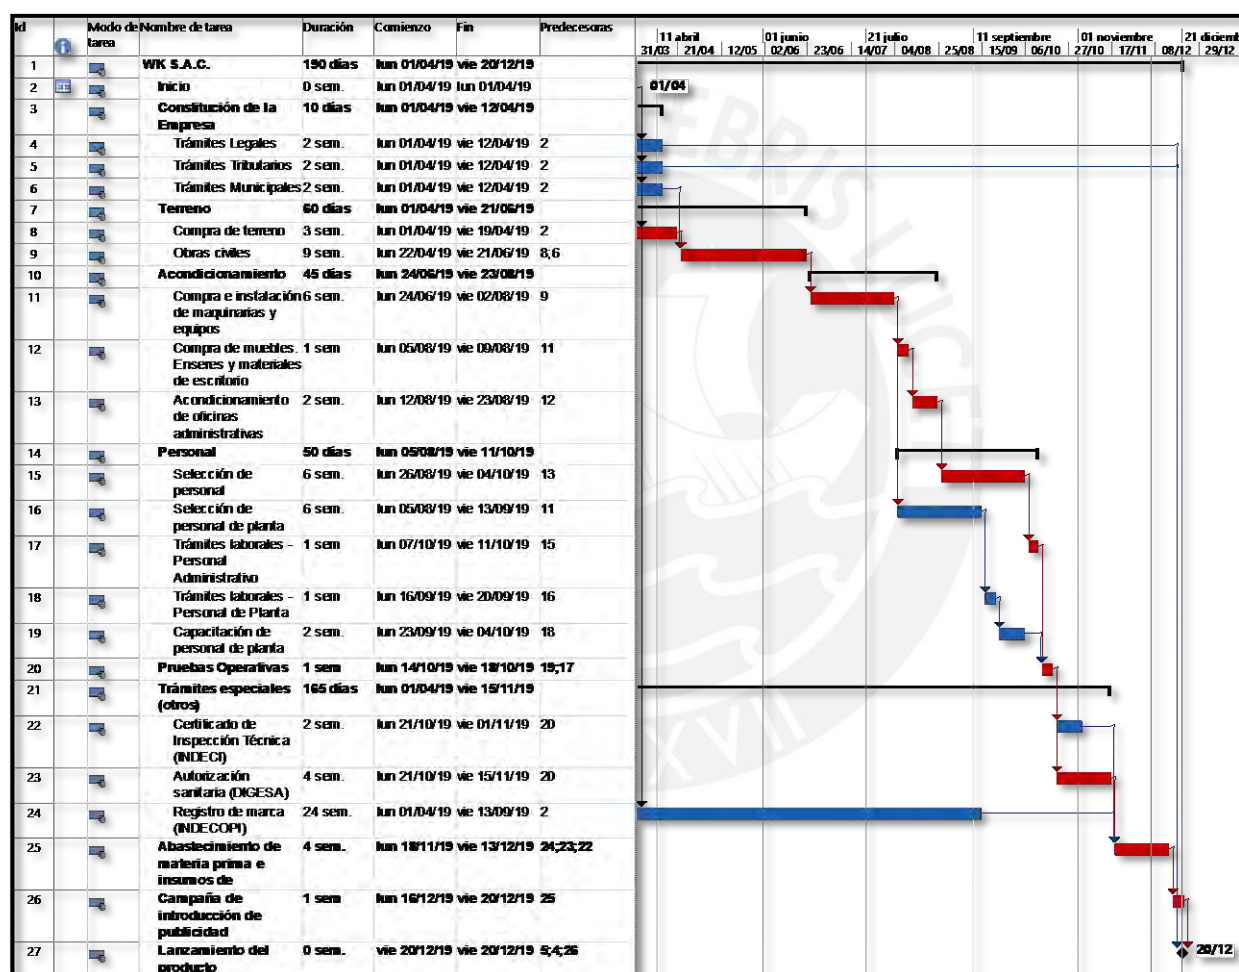 Id Modo de Nombre de tarea Duración Comienzo Fin Predecesoras
tarea
11 abril 01 junio 21 julio 11 septiembre 01 noviembre 21 diciemb
31/03 21/04 12/05 02/06 23/06 14/07 04/08 25/08 15/09 06/10 27/10 17/11 08/12 29/12
1 WK S.A.C. 190 días lun 01/04/19 vie 20/12/19
2 Inicio 0 sem. lun 01/04/19 lun 01/04/19 01/04
3 Constitución de la 10 días lun 01/04/19 vie 12/04/19
Empresa
4 Trámites Legales 2 sem. lun 01/04/19 vie 12/04/19 2
5 Trámites Tributarios 2 sem. lun 01/04/19 vie 12/04/19 2
6 Trámites Municipales 2 sem. lun 01/04/19 vie 12/04/19 2
7 Terreno 60 días lun 01/04/19 vie 21/06/19
8 Compra de terreno 3 sem. lun 01/04/19 vie 19/04/19 2
9 Obras civiles 9 sem. lun 22/04/19 vie 21/06/19 8;6
10 Acondicionamiento 45 días lun 24/06/19 vie 23/08/19
11 Compra e instalación 6 sem. lun 24/06/19 vie 02/08/19 9
de maquinarias y
equipos
12 Compra de muebles. 1 sem lun 05/08/19 vie 09/08/19 11
Enseres y materiales
de escritorio
13 Acondicionamiento 2 sem. lun 12/08/19 vie 23/08/19 12
de oficinas
administrativas
14 Personal 50 días lun 05/08/19 vie 11/10/19
15 Selección de 6 sem. lun 26/08/19 vie 04/10/19 13
personal
16 Selección de 6 sem. lun 05/08/19 vie 13/09/19 11
personal de planta
17 Trámites laborales - 1 sem lun 07/10/19 vie 11/10/19 15
Personal
Administrativo
18 Trámites laborales - 1 sem lun 16/09/19 vie 20/09/19 16
Personal de Planta
19 Capacitación de 2 sem. lun 23/09/19 vie 04/10/19 18
personal de planta
20 Pruebas Operativas 1 sem lun 14/10/19 vie 18/10/19 19;17
21 Trámites especiales 165 días lun 01/04/19 vie 15/11/19
(otros)
22 Certificado de 2 sem. lun 21/10/19 vie 01/11/19 20
Inspección Técnica
(INDECI)
23 Autorización 4 sem. lun 21/10/19 vie 15/11/19 20
sanitaria (DIGESA)
24 Registro de marca 24 sem. lun 01/04/19 vie 13/09/19 2
(INDECOPI)
25 Abastecimiento de 4 sem. lun 18/11/19 vie 13/12/19 24;23;22
materia prima e
insumos de
26 Campaña de 1 sem lun 16/12/19 vie 20/12/19 25
introducción de
publicidad
27 Lanzamiento del 0 sem. vie 20/12/19 vie 20/12/19 5;4;26 20/12
producto